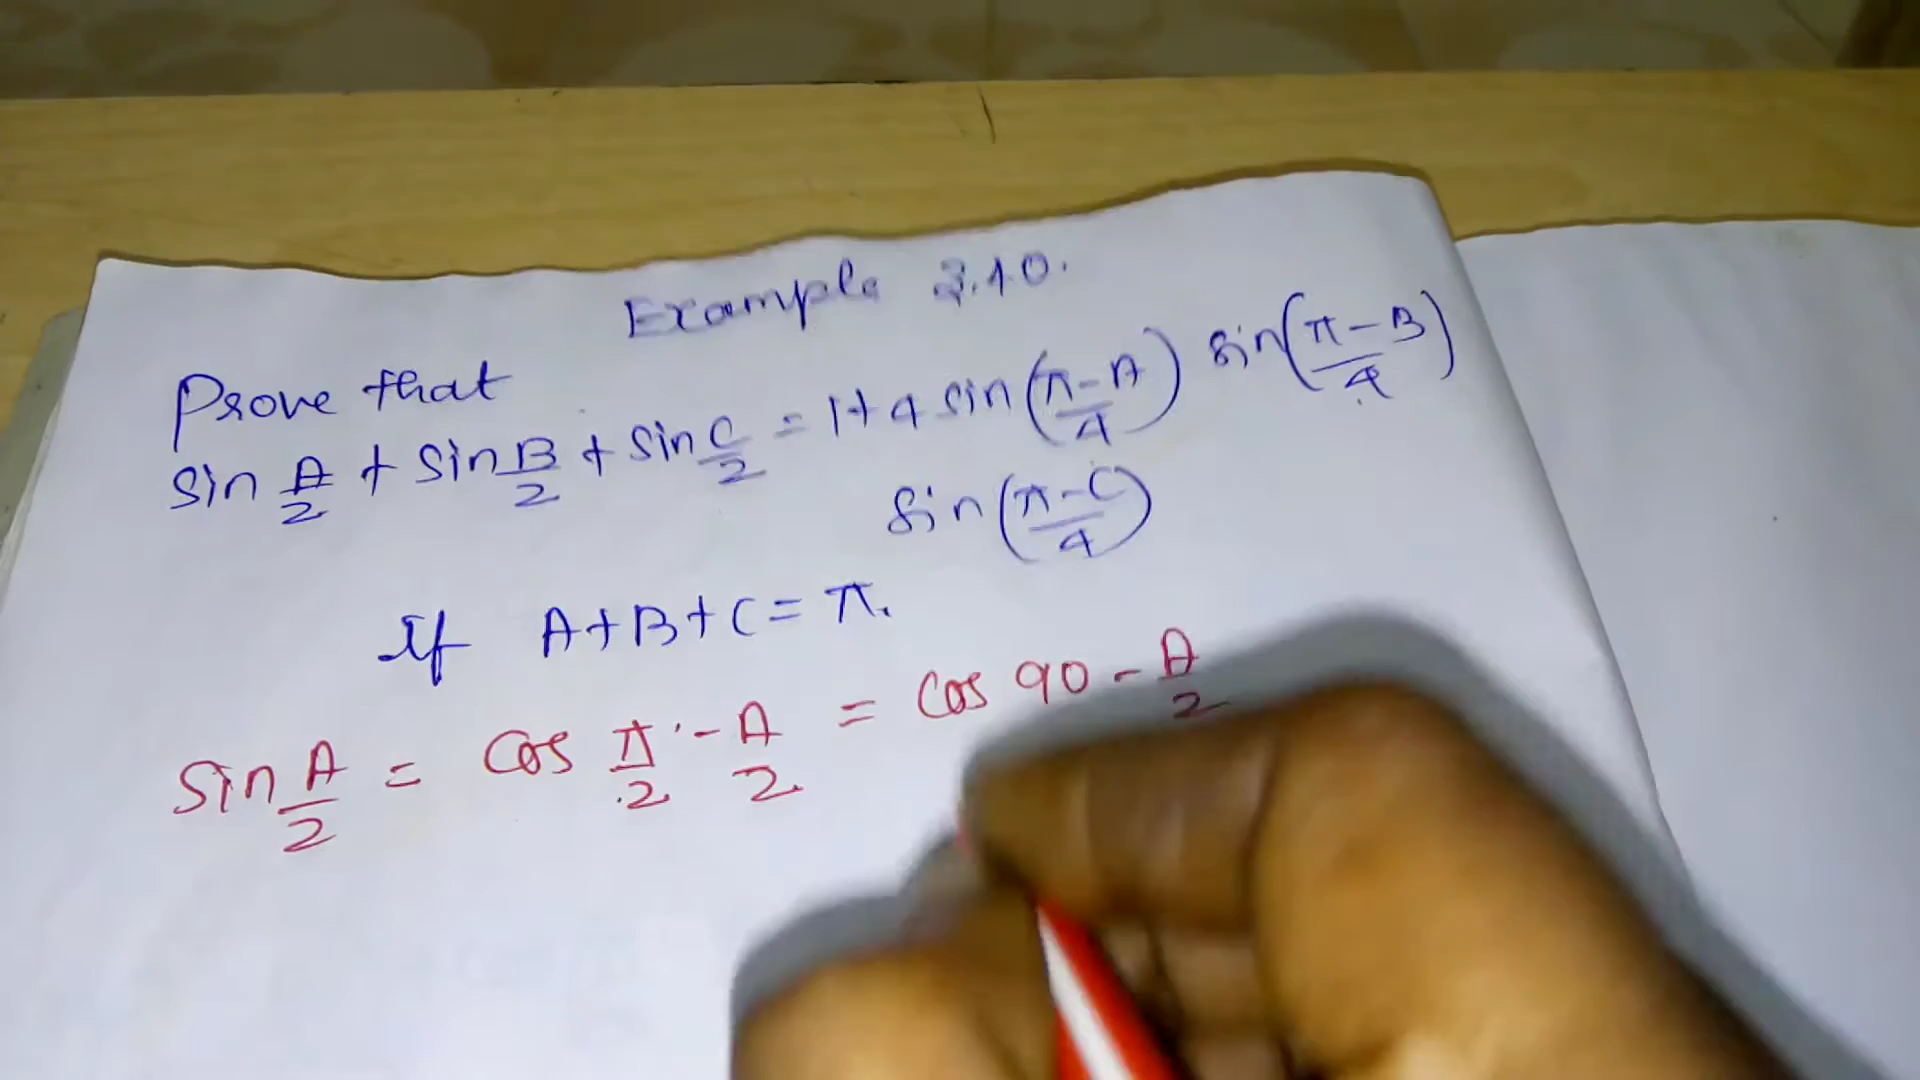 Example 3.10.
Prove that
sin A/2 + sin B/2 + sin C/2 = 1 + 4 sin (π-A/4) sin (π-B/4)
sin (π-C/4)
If A+B+C = π.
Sin A/2 = Cos π/2 - A/2 = Cos 90 - A/2